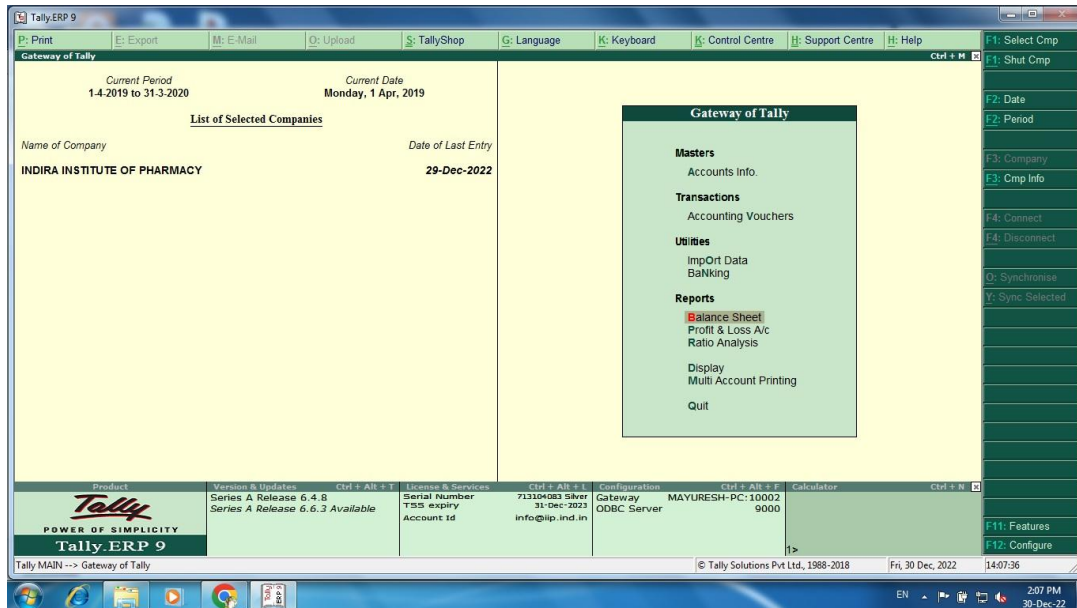 Tally.ERP 9
P: Print E: Export M: E-Mail O: Upload S: TallyShop G: Language K: Keyboard K: Control Centre H: Support Centre H: Help
Gateway of Tally Ctrl + M
Current Period Current Date
1-4-2019 to 31-3-2020 Monday, 1 Apr, 2019
List of Selected Companies
Name of Company Date of Last Entry
INDIRA INSTITUTE OF PHARMACY 29-Dec-2022
Gateway of Tally
Masters
Accounts Info.
Transactions
Accounting Vouchers
Utilities
ImpOrt Data
BaNking
Reports
Balance Sheet
Profit & Loss A/c
Ratio Analysis
Display
Multi Account Printing
Quit
F1: Select Cmp
F1: Shut Cmp
F2: Date
F2: Period
F3: Company
F3: Cmp Info
F4: Connect
F4: Disconnect
O: Synchronise
Y: Sync Selected
F11: Features
F12: Configure
Product
Tally
POWER OF SIMPLICITY
Tally.ERP 9
Version & Updates Ctrl + Alt + T
Series A Release 6.4.8
Series A Release 6.6.3 Available
License & Services Ctrl + Alt + L
Serial Number 713104083 Silver
TSS expiry 31-Dec-2023
Account Id info@iip.ind.in
Configuration Ctrl + Alt + F
Gateway MAYURESH-PC:10002
ODBC Server 9000
Calculator Ctrl + N
1>
Tally MAIN --> Gateway of Tally © Tally Solutions Pvt Ltd., 1988-2018 Fri, 30 Dec, 2022 14:07:36
Tally
ERP 9
EN 2:07 PM
30-Dec-22